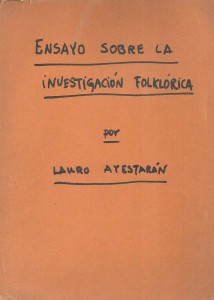 ENSAYO SOBRE LA
INVESTIGACIÓN FOLKLÓRICA
por
LAURO AYESTARÁN